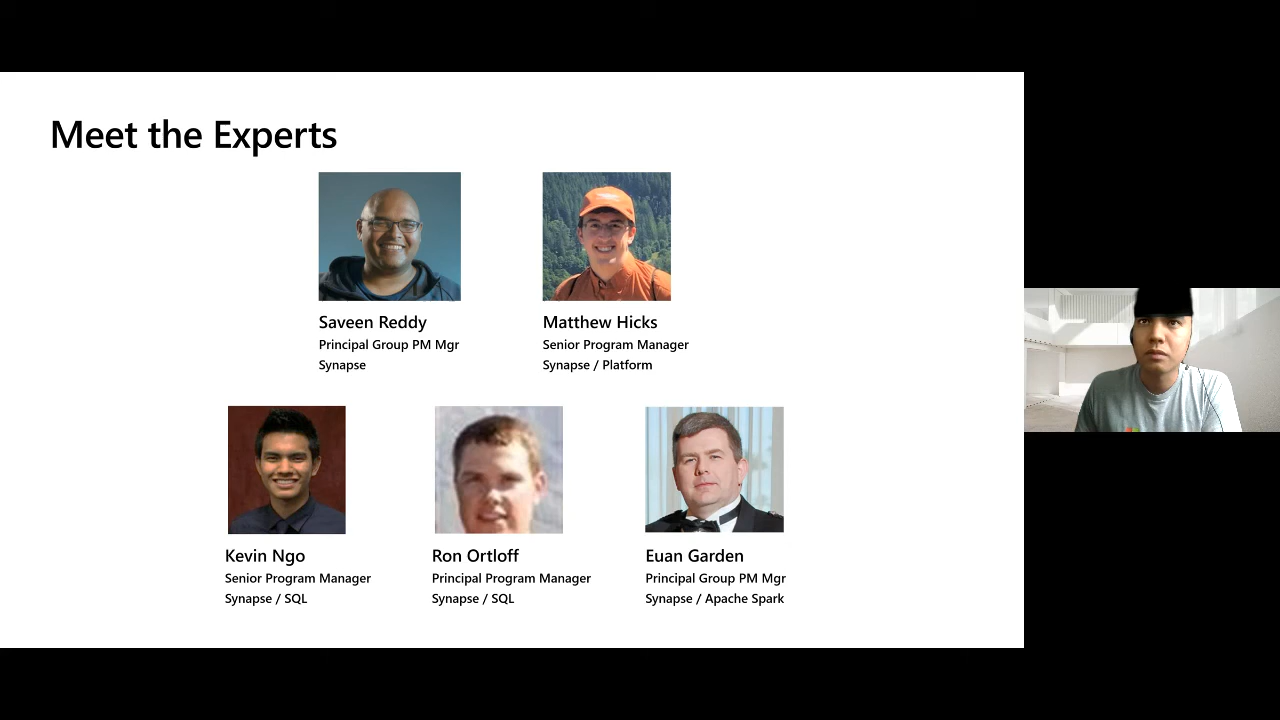 Meet the Experts
Saveen Reddy
Principal Group PM Mgr
Synapse
Matthew Hicks
Senior Program Manager
Synapse / Platform
Kevin Ngo
Senior Program Manager
Synapse / SQL
Ron Ortloff
Principal Program Manager
Synapse / SQL
Euan Garden
Principal Group PM Mgr
Synapse / Apache Spark